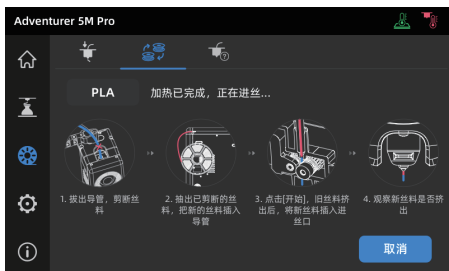 Adventurer 5M Pro
PLA 加热已完成，正在进丝...
1. 拔出导管，剪断丝
料
2. 抽出已剪断的丝
料，把新的丝料插入
导管
3. 点击[开始]，旧丝料挤
出后，将新丝料插入进
丝口
4. 观察新丝料是否挤
出
取消